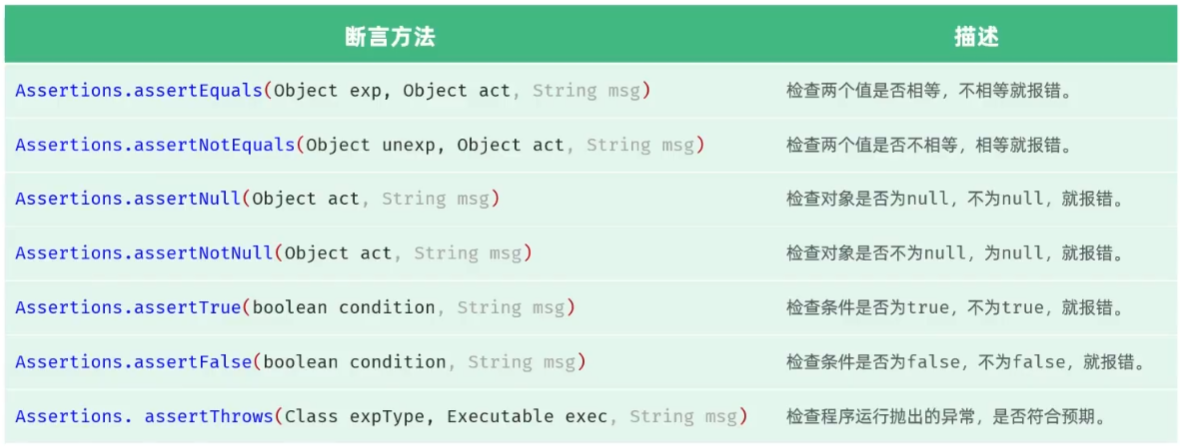 断言方法 描述
Assertions.assertEquals(Object exp, Object act, String msg) 检查两个值是否相等，不相等就报错。
Assertions.assertNotEquals(Object unexp, Object act, String msg) 检查两个值是否不相等，相等就报错。
Assertions.assertNull(Object act, String msg) 检查对象是否为null，不为null，就报错。
Assertions.assertNotNull(Object act, String msg) 检查对象是否不为null，为null，就报错。
Assertions.assertTrue(boolean condition, String msg) 检查条件是否为true，不为true，就报错。
Assertions.assertFalse(boolean condition, String msg) 检查条件是否为false，不为false，就报错。
Assertions. assertThrows(Class expType, Executable exec, String msg) 检查程序运行抛出的异常，是否符合预期。